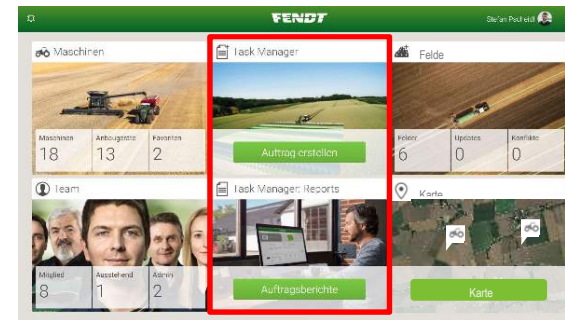 FENDT
Stefan Pscheidl
Maschinen
Task Manager
Felde
Maschinen
Anbaugeräte
Favoriten
18
13
2
Auftrag erstellen
Felder
Updates
Konflikte
6
0
0
Team
Task Manager: Reports
Karte
Mitglied
Ausstehend
Admin
8
1
2
Auftragsberichte
Karte